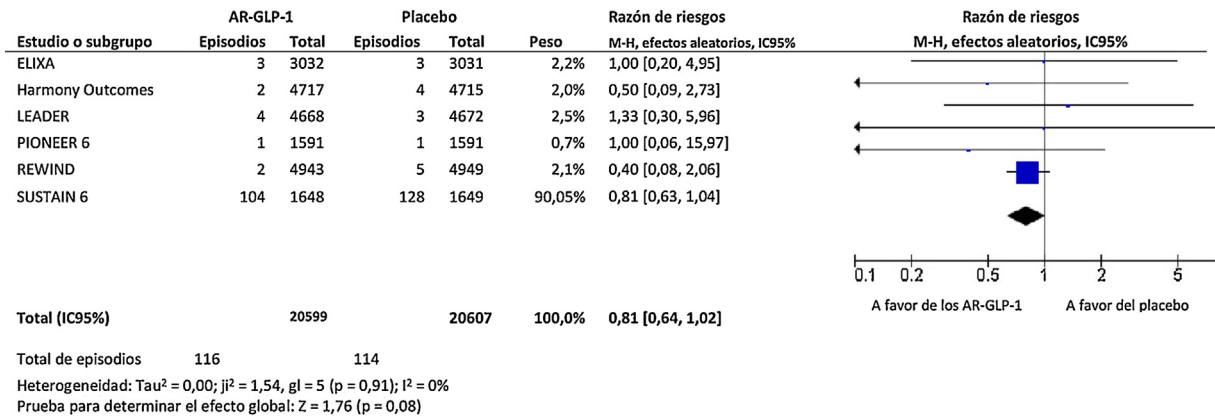 AR-GLP-1 Placebo Razón de riesgos Razón de riesgos
Estudio o subgrupo Episodios Total Episodios Total Peso M-H, efectos aleatorios, IC95% M-H, efectos aleatorios, IC95%
ELIXA 3 3032 3 3031 2,2% 1,00 [0,20, 4,95]
Harmony Outcomes 2 4717 4 4715 2,0% 0,50 [0,09, 2,73]
LEADER 4 4668 3 4672 2,5% 1,33 [0,30, 5,96]
PIONEER 6 1 1591 1 1591 0,7% 1,00 [0,06, 15,97]
REWIND 2 4943 5 4949 2,1% 0,40 [0,08, 2,06]
SUSTAIN 6 104 1648 128 1649 90,05% 0,81 [0,63, 1,04]
0.1 0.2 0.5 1 2 5
A favor de los AR-GLP-1 A favor del placebo
Total (IC95%) 20599 20607 100,0% 0,81 [0,64, 1,02]
Total de episodios 116 114
Heterogeneidad: Tau² = 0,00; ji² = 1,54, gl = 5 (p = 0,91); I² = 0%
Prueba para determinar el efecto global: Z = 1,76 (p = 0,08)